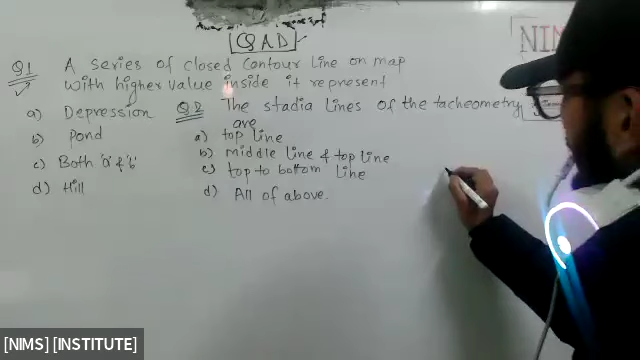 QAD
NIM
Q1 A series of closed Contour Line on map
with higher value inside it represent
a) Depression
b) Pond
c) Both 'a' & 'b'
d) Hill
Q2 The stadia lines of the tacheometry
are
a) top line
b) middle line & top line
c) top to bottom line
d) All of above.
[NIMS] [INSTITUTE]